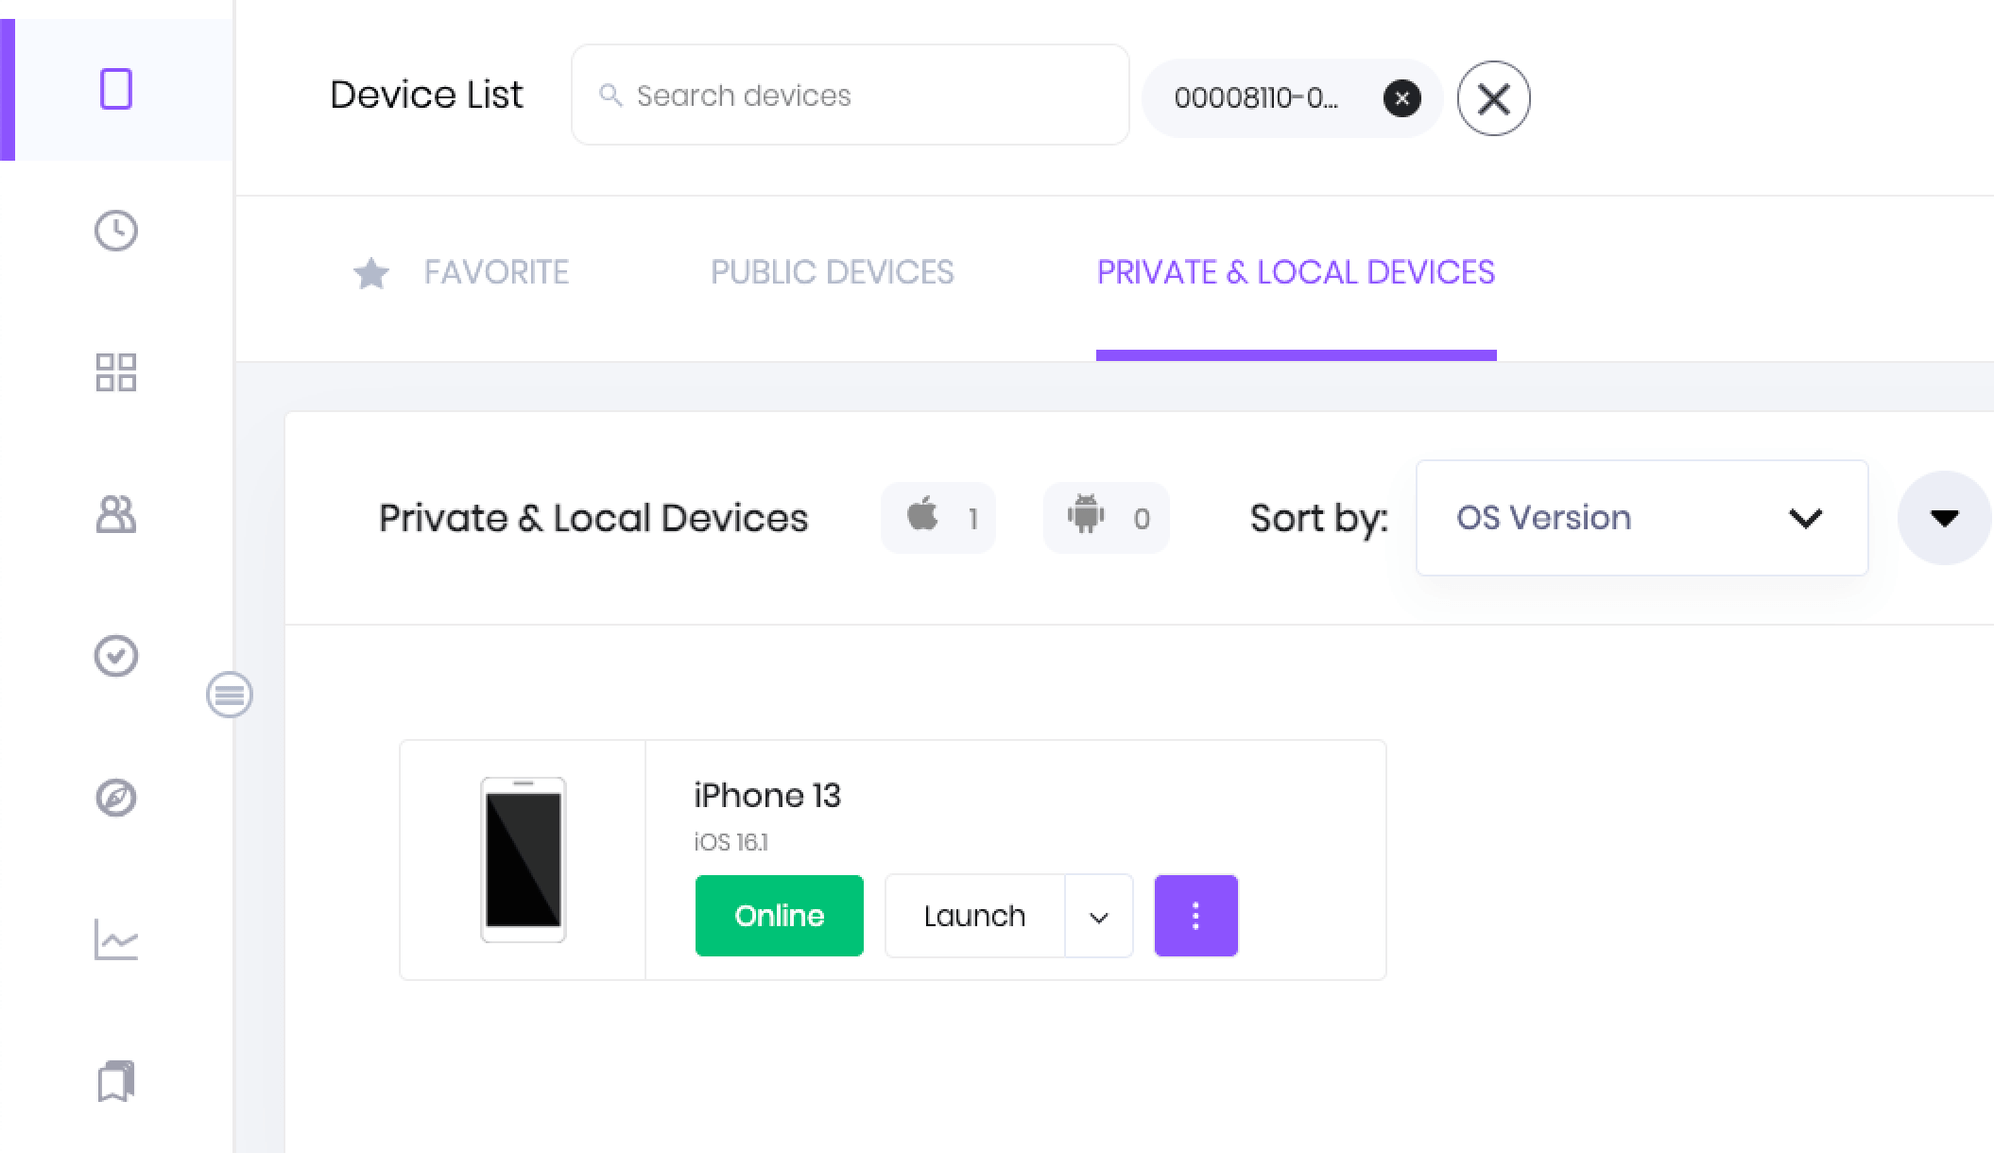 Device List
Search devices
00008110-0...
FAVORITE
PUBLIC DEVICES
PRIVATE & LOCAL DEVICES
Private & Local Devices
1
0
Sort by:
OS Version
iPhone 13
iOS 16.1
Online
Launch